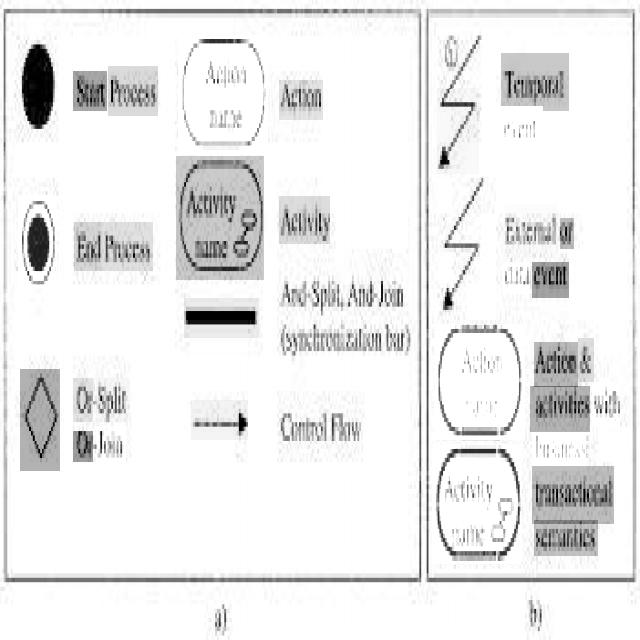 Start Process
Action
name
Action
End Process
Activity
name
Activity
And-Split, And-Join
(synchronization bar)
Or-Split
Or-Join
Control Flow
a)
Temporal
event
External or
data event
Action
name
Action &
activities with
business
Activity
name
transactional
semantics
b)